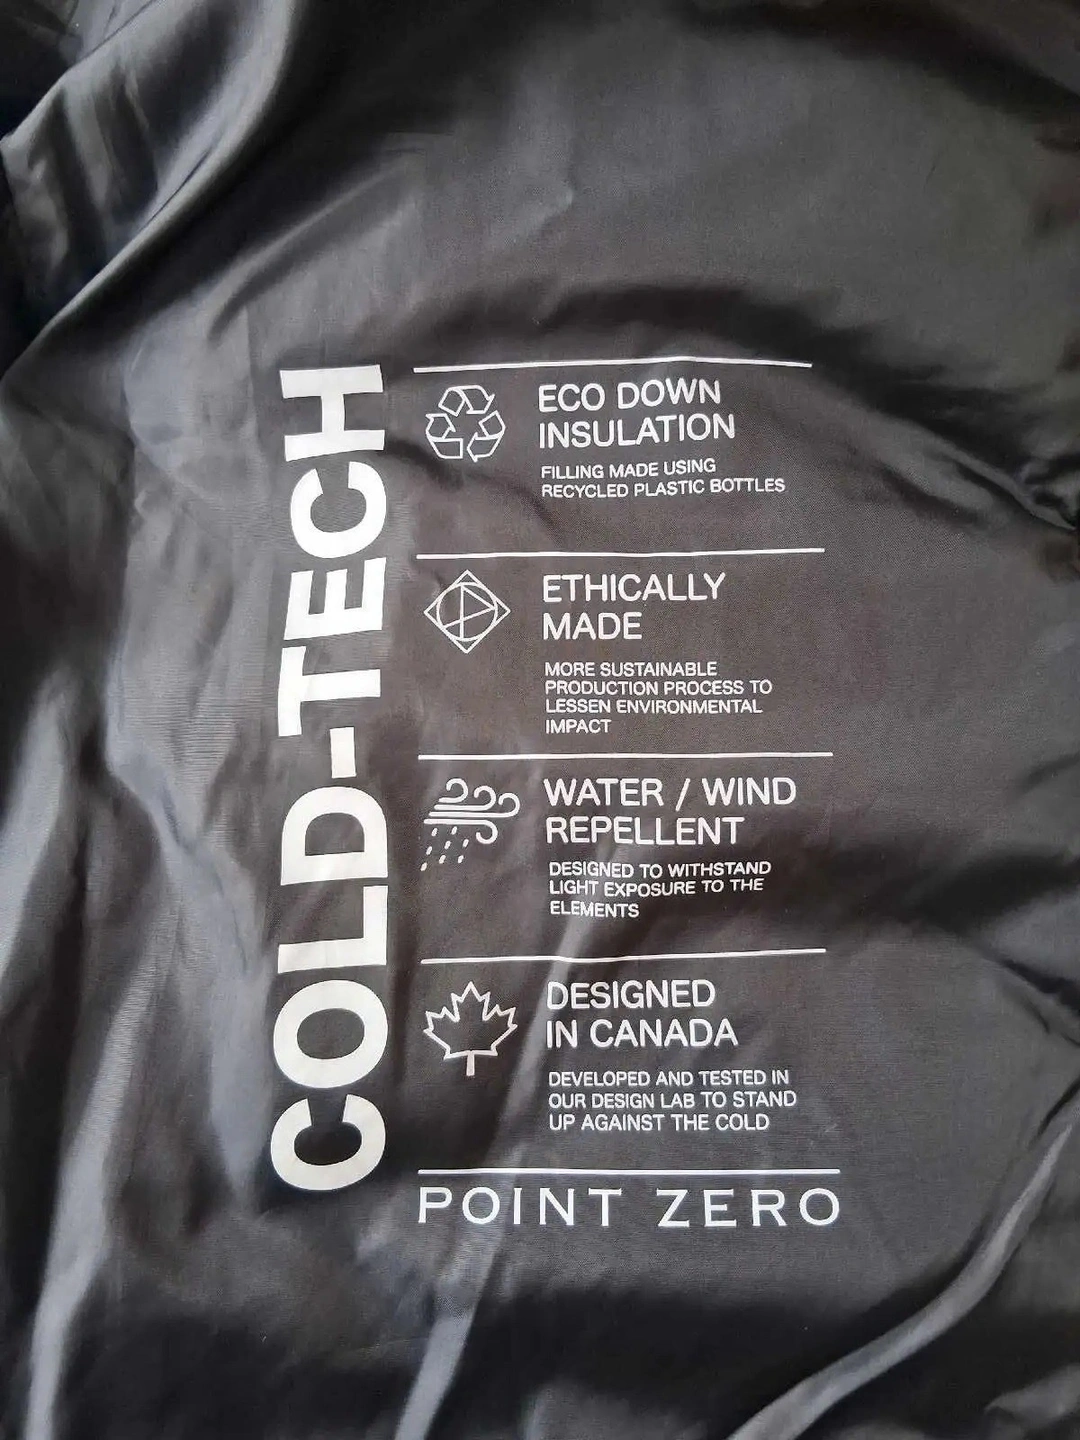 COLD-TECH
ECO DOWN
INSULATION
FILLING MADE USING
RECYCLED PLASTIC BOTTLES
ETHICALLY
MADE
MORE SUSTAINABLE
PRODUCTION PROCESS TO
LESSEN ENVIRONMENTAL
IMPACT
WATER / WIND
REPELLENT
DESIGNED TO WITHSTAND
LIGHT EXPOSURE TO THE
ELEMENTS
DESIGNED
IN CANADA
DEVELOPED AND TESTED IN
OUR DESIGN LAB TO STAND
UP AGAINST THE COLD
POINT ZERO